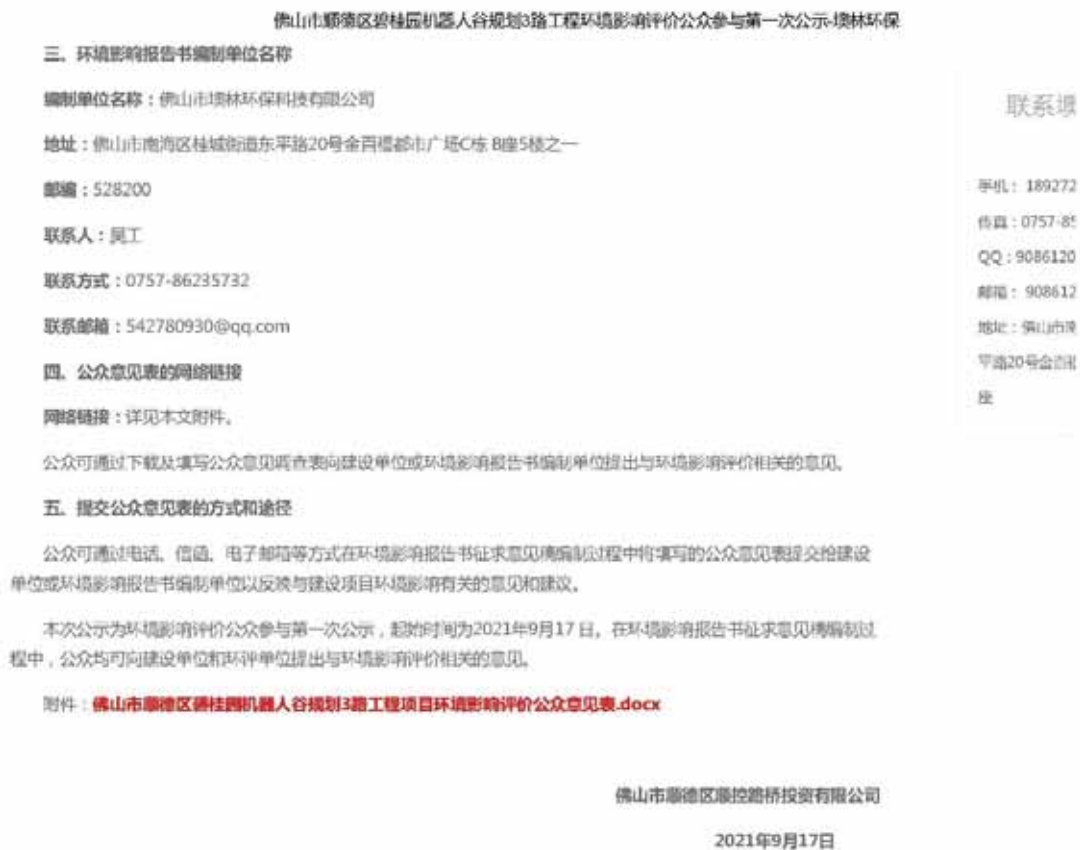 佛山市顺德区碧桂园机器人谷规划3路工程环境影响评价公众参与第一次公示-境林环保
三、环境影响报告书编制单位名称
编制单位名称：佛山市境林环保科技有限公司
地址：佛山市南海区桂城街道东平路20号金百福都市广场C栋 B座5楼之一
邮编：528200
联系人：吴工
联系方式：0757-86235732
联系邮箱：542780930@qq.com
四、公众意见表的网络链接
网络链接：详见本文附件。
公众可通过下载及填写公众意见调查表向建设单位或环境影响报告书编制单位提出与环境影响评价相关的意见。
五、提交公众意见表的方式和途径
公众可通过电话、信函、电子邮箱等方式在环境影响报告书征求意见稿编制过程中将填写的公众意见表提交给建设
单位或环境影响报告书编制单位以反映与建设项目环境影响有关的意见和建议。
本次公示为环境影响评价公众参与第一次公示，起始时间为2021年9月17 日。在环境影响报告书征求意见稿编制过
程中，公众均可向建设单位和环评单位提出与环境影响评价相关的意见。
附件：佛山市顺德区碧桂园机器人谷规划3路工程项目环境影响评价公众意见表.docx
佛山市顺德区顺控路桥投资有限公司
2021年9月17日
联系境
手机： 189272
传真：0757-85
QQ：9086120
邮箱： 908612
地址：佛山市南
平路20号金百福
座